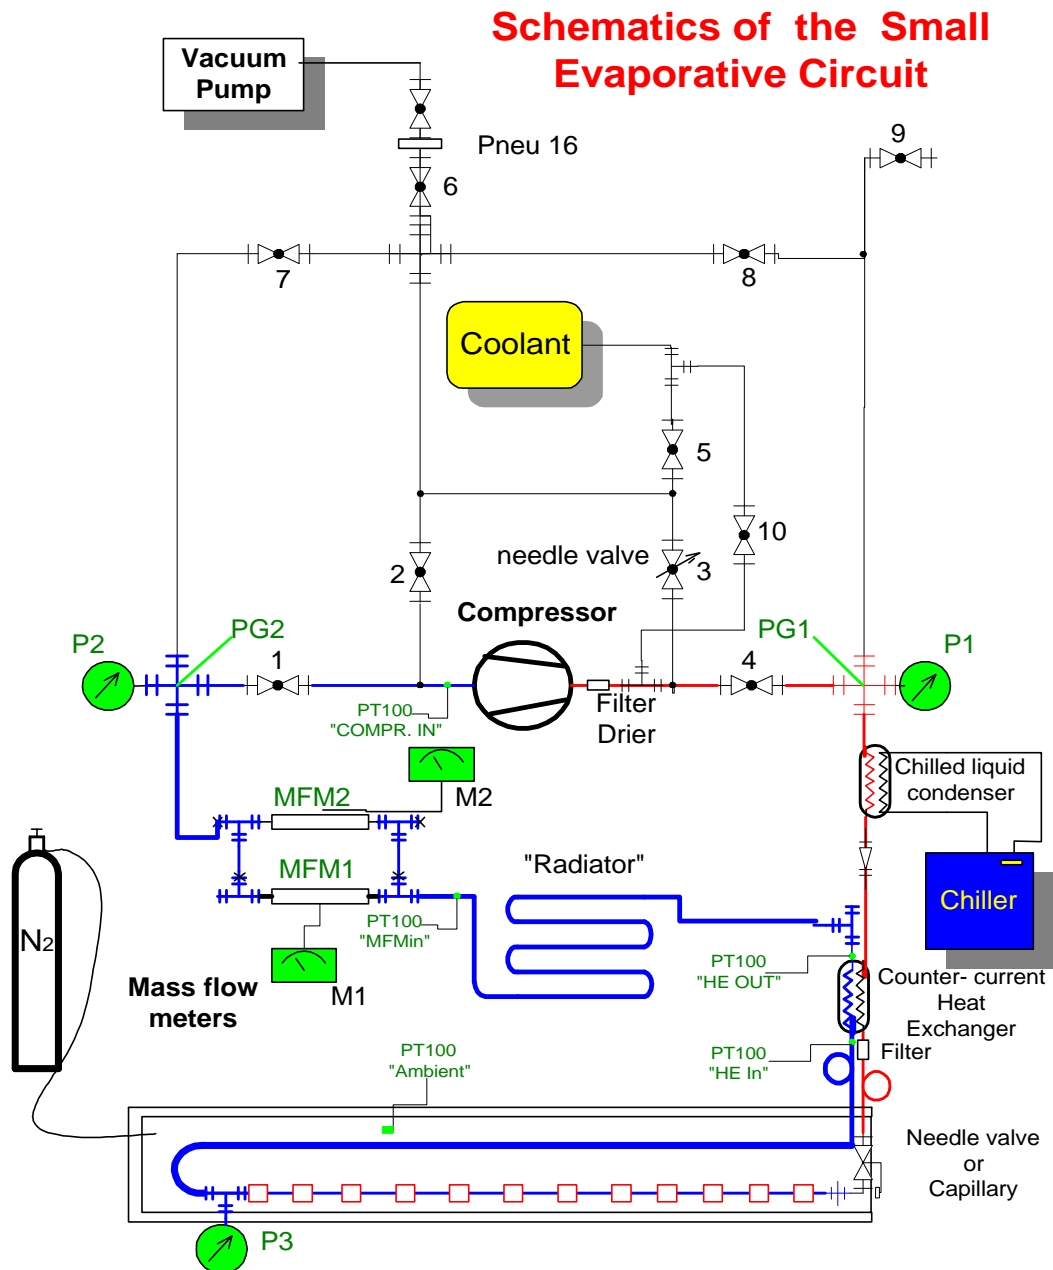 Schematics of the Small
Evaporative Circuit
Vacuum
Pump
Pneu 16
9
6
7
8
Coolant
5
10
needle valve
2
3
Compressor
P2
PG2
1
PG1
4
P1
PT100
"COMPR. IN"
Filter
Drier
M2
Chilled liquid
condenser
MFM2
"Radiator"
MFM1
Chiller
N2
PT100
"MFMin"
PT100
"HE OUT"
Mass flow
meters
M1
Counter- current
Heat
Exchanger
PT100
"Ambient"
PT100
"HE In"
Filter
Needle valve
or
Capillary
P3